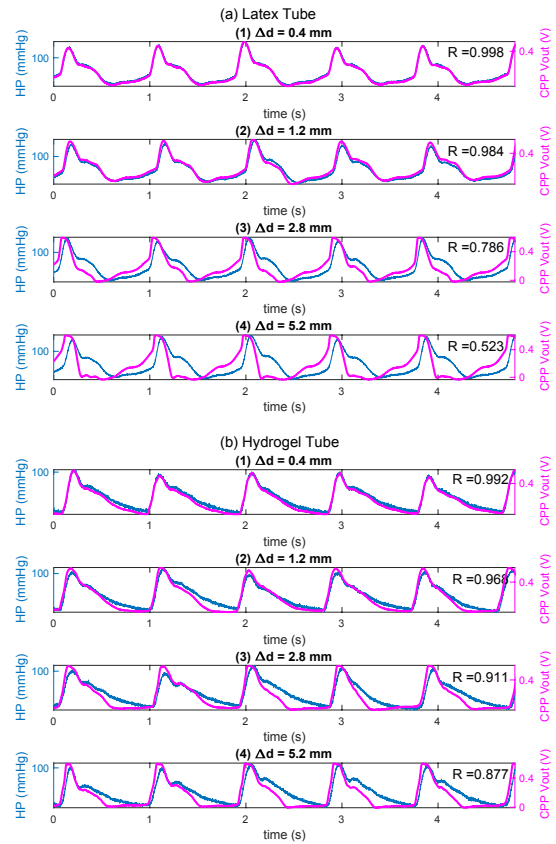 (a) Latex Tube
(1) Δd = 0.4 mm
HP (mmHg)
100
R =0.998
0.4
CPP Vout (V)
0 1 2 3 4
time (s)
(2) Δd = 1.2 mm
HP (mmHg)
100
R =0.984
0.4
CPP Vout (V)
0 1 2 3 4
time (s)
(3) Δd = 2.8 mm
HP (mmHg)
100
R =0.786
0.4
0
CPP Vout (V)
0 1 2 3 4
time (s)
(4) Δd = 5.2 mm
HP (mmHg)
100
R =0.523
0.4
0
CPP Vout (V)
0 1 2 3 4
time (s)
(b) Hydrogel Tube
(1) Δd = 0.4 mm
HP (mmHg)
100
R =0.992
0.4
CPP Vout (V)
0 1 2 3 4
time (s)
(2) Δd = 1.2 mm
HP (mmHg)
100
R =0.968
0.4
CPP Vout (V)
0 1 2 3 4
time (s)
(3) Δd = 2.8 mm
HP (mmHg)
100
R =0.911
0.4
0
CPP Vout (V)
0 1 2 3 4
time (s)
(4) Δd = 5.2 mm
HP (mmHg)
100
R =0.877
0.4
0
CPP Vout (V)
0 1 2 3 4
time (s)